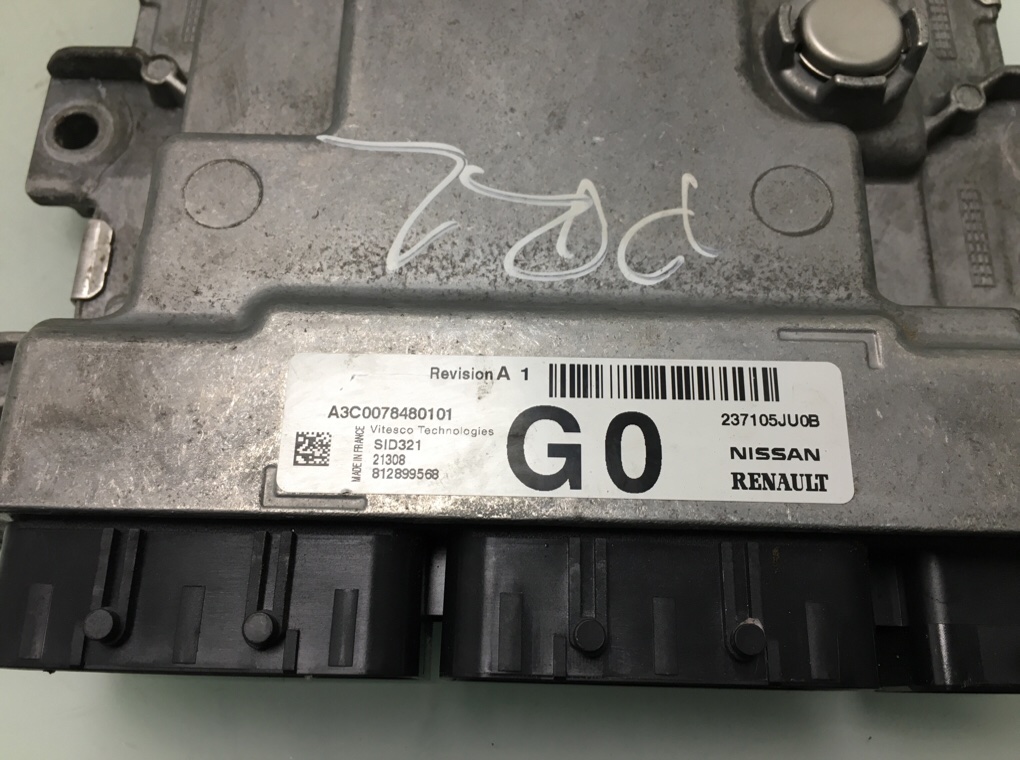 Revision A 1
A3C0078480101
237105JU0B
Vitesco Technologies
G0
MADE IN FRANCE
SID321
NISSAN
21308
RENAULT
812899568